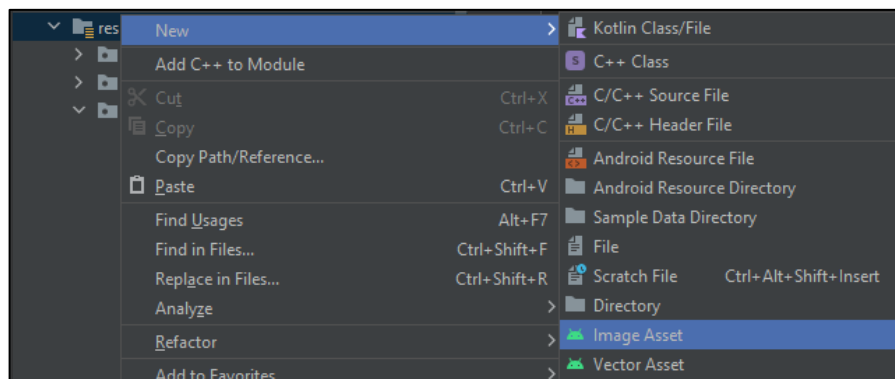 res
New
Add C++ to Module
Cut Ctrl+X
Copy Ctrl+C
Copy Path/Reference...
Paste Ctrl+V
Find Usages Alt+F7
Find in Files... Ctrl+Shift+F
Replace in Files... Ctrl+Shift+R
Analyze
Refactor
Add to Favorites
Kotlin Class/File
S C++ Class
C++ C/C++ Source File
H C/C++ Header File
Android Resource File
Android Resource Directory
Sample Data Directory
File
Scratch File Ctrl+Alt+Shift+Insert
Directory
Image Asset
Vector Asset